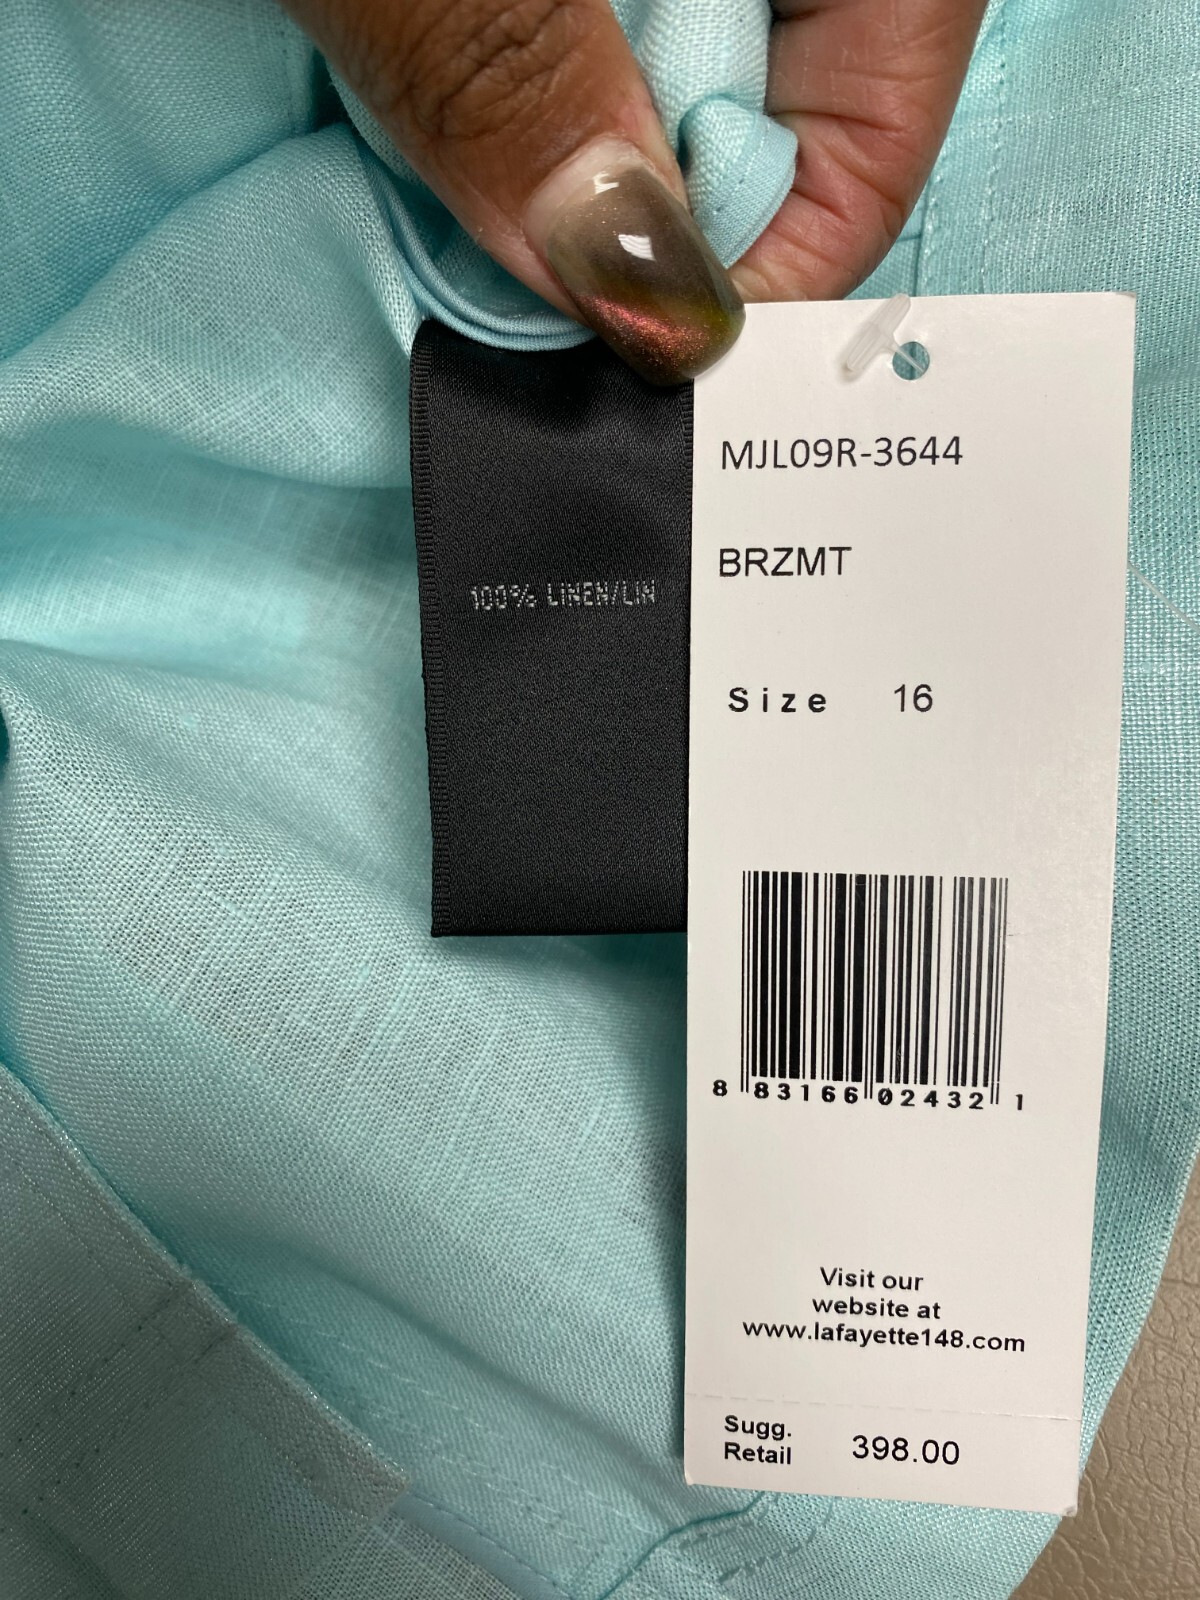 100% LINEN/LIN
MJL09R-3644
BRZMT
Size 16
8 83166 02432 1
Visit our
website at
www.lafayette148.com
Sugg.
Retail 398.00